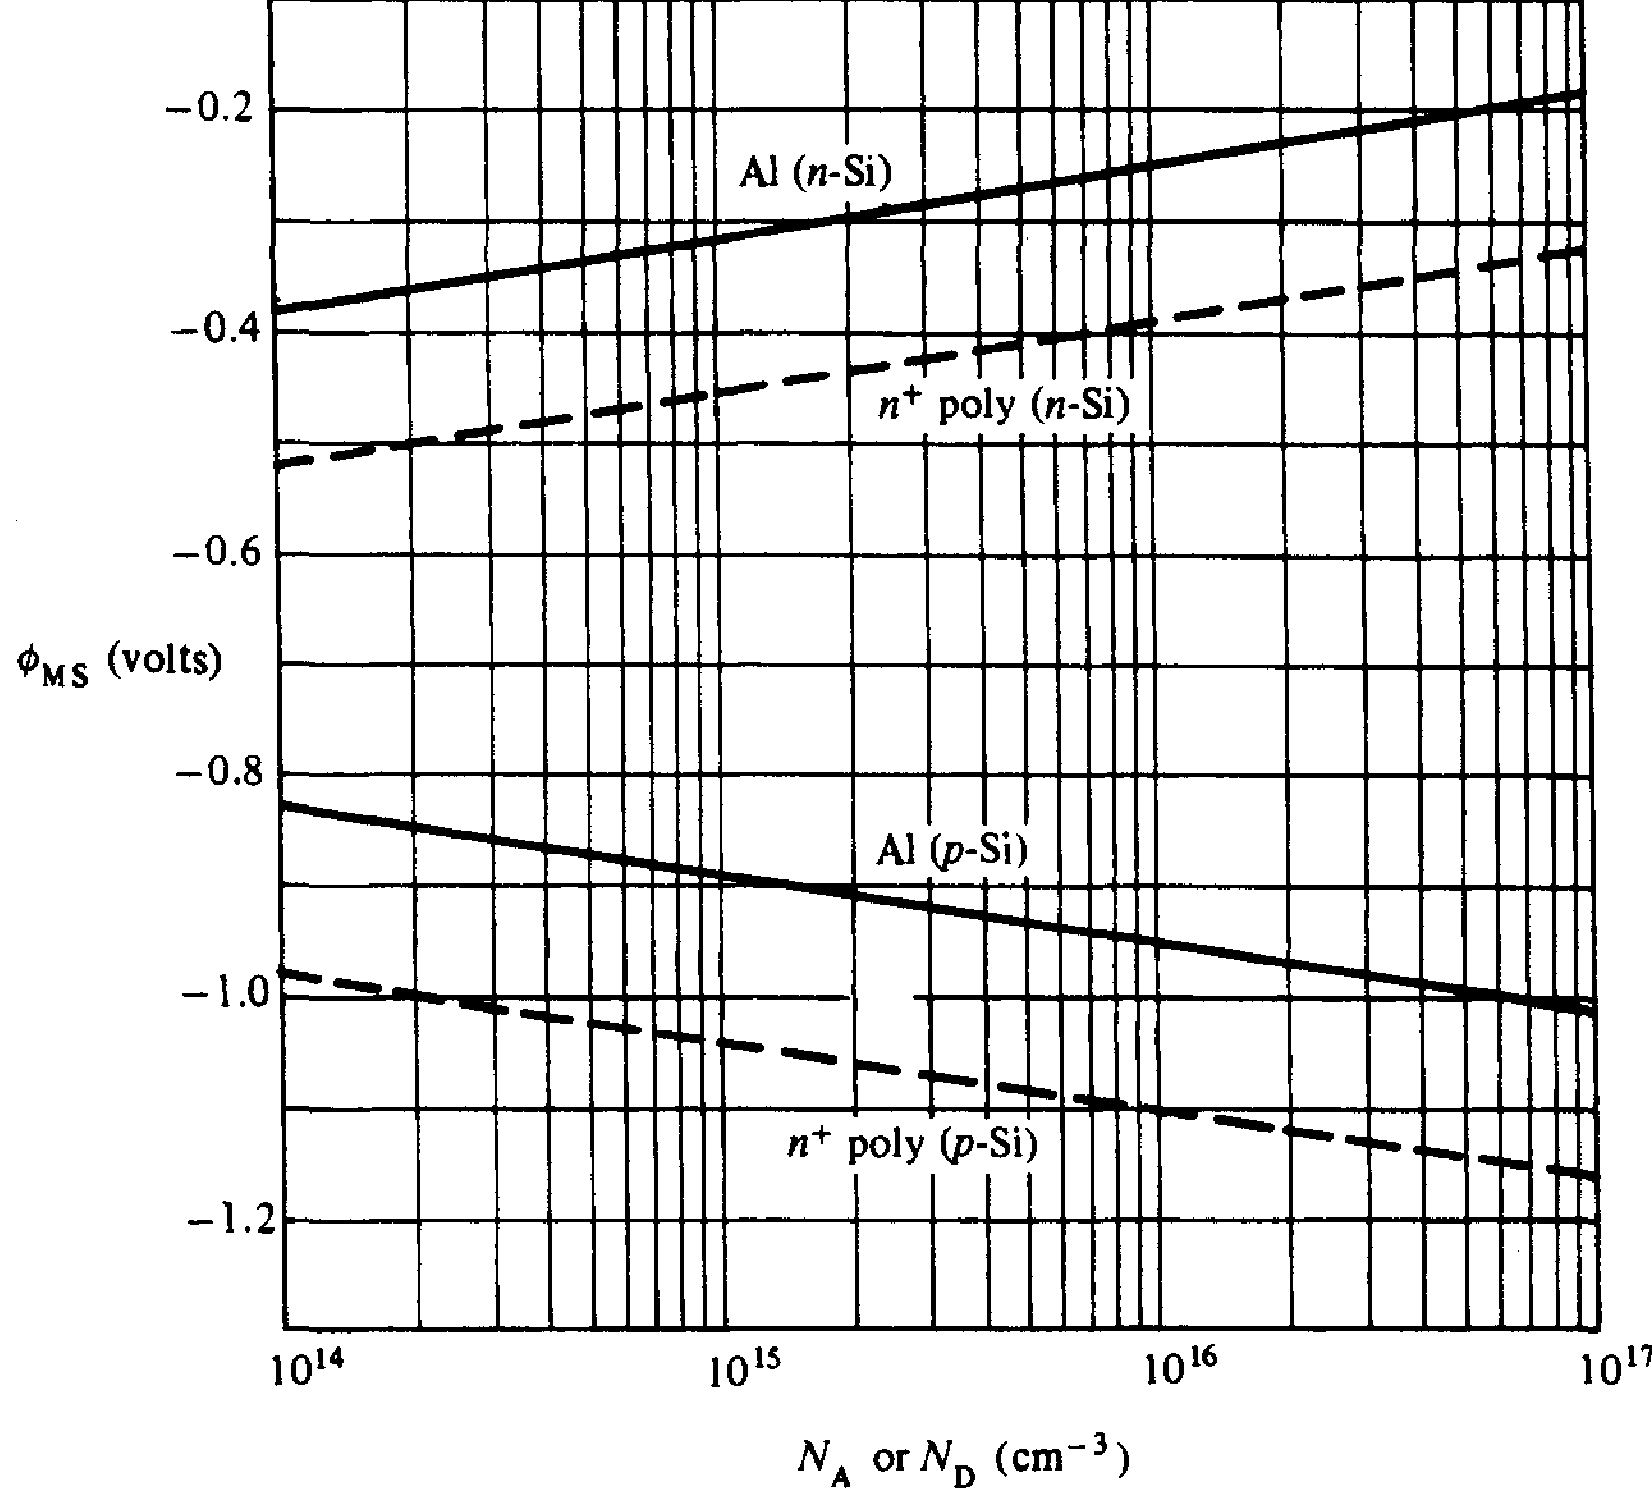 −0.2
Al (n-Si)
−0.4
n⁺ poly (n-Si)
−0.6
ϕMS (volts)
−0.8
Al (p-Si)
−1.0
n⁺ poly (p-Si)
−1.2
10¹⁴ 10¹⁵ 10¹⁶ 10¹⁷
NA or ND (cm⁻³)